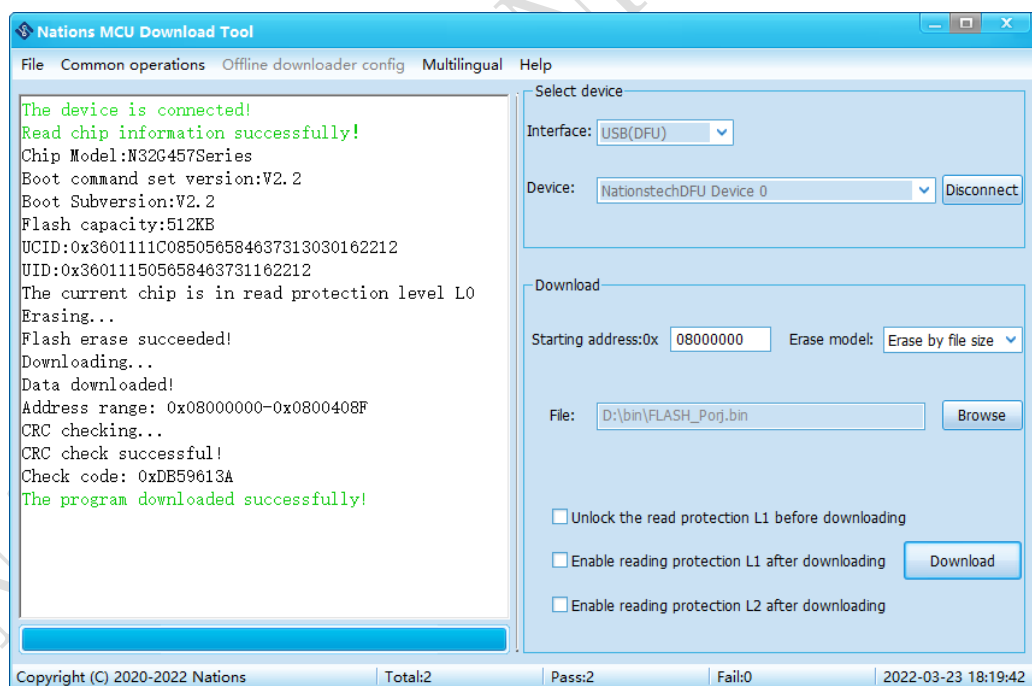 Nations MCU Download Tool
File Common operations Offline downloader config Multilingual Help
The device is connected!
Read chip information successfully!
Chip Model:N32G457Series
Boot command set version:V2.2
Boot Subversion:V2.2
Flash capacity:512KB
UCID:0x3601111C085056584637313030162212
UID:0x360111505658463731162212
The current chip is in read protection level L0
Erasing...
Flash erase succeeded!
Downloading...
Data downloaded!
Address range: 0x08000000-0x0800408F
CRC checking...
CRC check successful!
Check code: 0xDB59613A
The program downloaded successfully!
Select device
Interface: USB(DFU)
Device: NationstechDFU Device 0 Disconnect
Download
Starting address:0x 08000000 Erase model: Erase by file size
File: D:\bin\FLASH_Porj.bin Browse
Unlock the read protection L1 before downloading
Enable reading protection L1 after downloading Download
Enable reading protection L2 after downloading
Copyright (C) 2020-2022 Nations Total:2 Pass:2 Fail:0 2022-03-23 18:19:42